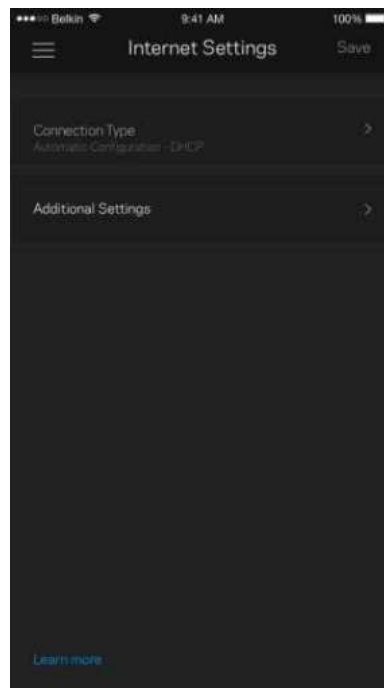 Belkin 9:41 AM 100%
Internet Settings Save
Connection Type
Automatic Configuration - DHCP
Additional Settings
Learn more